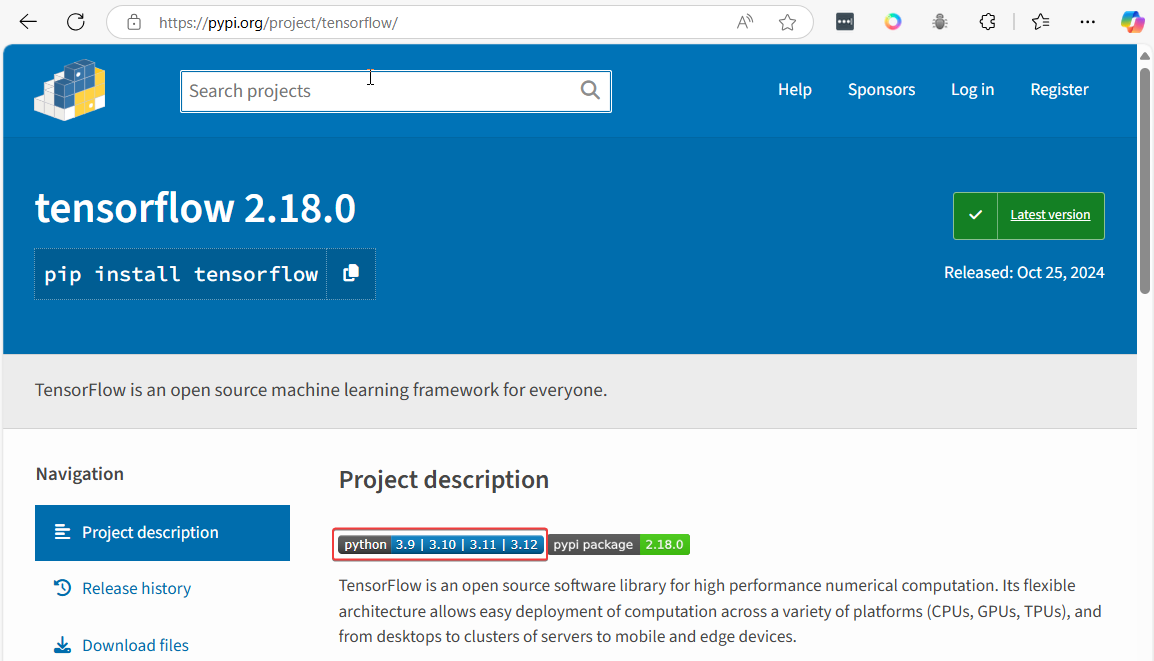 https://pypi.org/project/tensorflow/
Search projects
Help Sponsors Log in Register
tensorflow 2.18.0
Latest version
pip install tensorflow
Released: Oct 25, 2024
TensorFlow is an open source machine learning framework for everyone.
Navigation
Project description
Release history
Download files
Project description
python 3.9 | 3.10 | 3.11 | 3.12 pypi package 2.18.0
TensorFlow is an open source software library for high performance numerical computation. Its flexible
architecture allows easy deployment of computation across a variety of platforms (CPUs, GPUs, TPUs), and
from desktops to clusters of servers to mobile and edge devices.